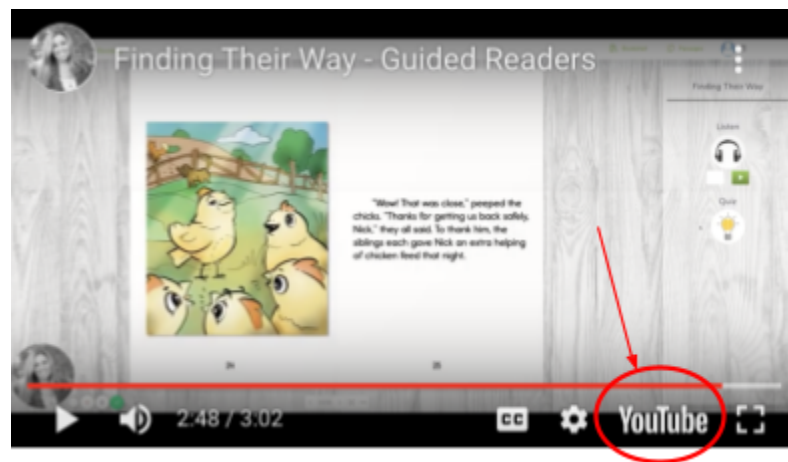 Finding Their Way - Guided Readers
Finding Their Way
Listen
Quiz
"Wow! That was close," peeped the
chicks. "Thanks for getting us back safely,
Nick," they all said. To thank him, the
siblings each gave Nick an extra helping
of chicken feed that night.
24
25
2:48 / 3:02
CC
YouTube